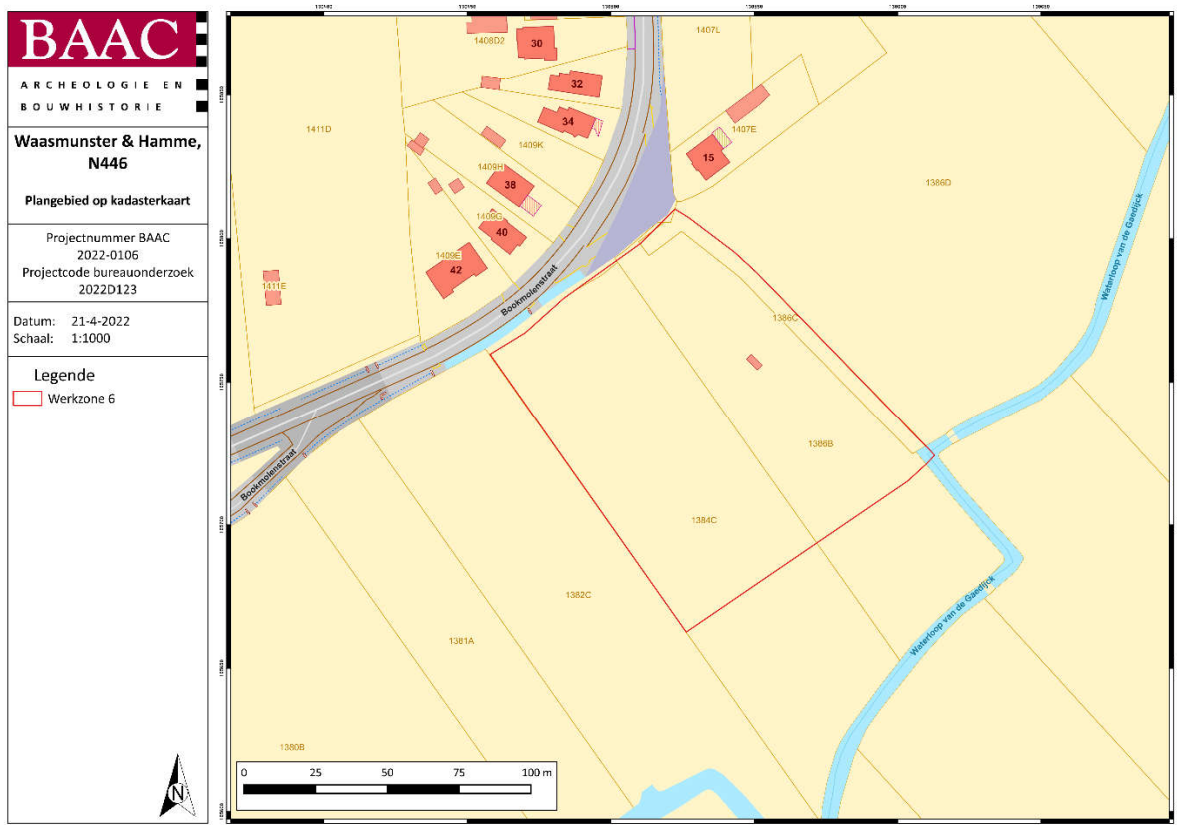 BAAC
ARCHEOLOGIE EN
BOUWHISTORIE
Waasmunster & Hamme,
N446
Plangebied op kadasterkaart
Projectnummer BAAC
2022-0106
Projectcode bureauonderzoek
2022D123
Datum: 21-4-2022
Schaal: 1:1000
Legende
Werkzone 6
N
1408D2
30
1407L
32
34
1411D
1409K
1407E
15
1409H
38
1386D
1409G
40
1409E
42
1411E
Bookmolenstraat
Waterloop van de Gaedijck
1386C
1386B
Bookmolenstraat
1384C
1382C
Waterloop van de Gaedijck
1381A
1380B
0 25 50 75 100 m